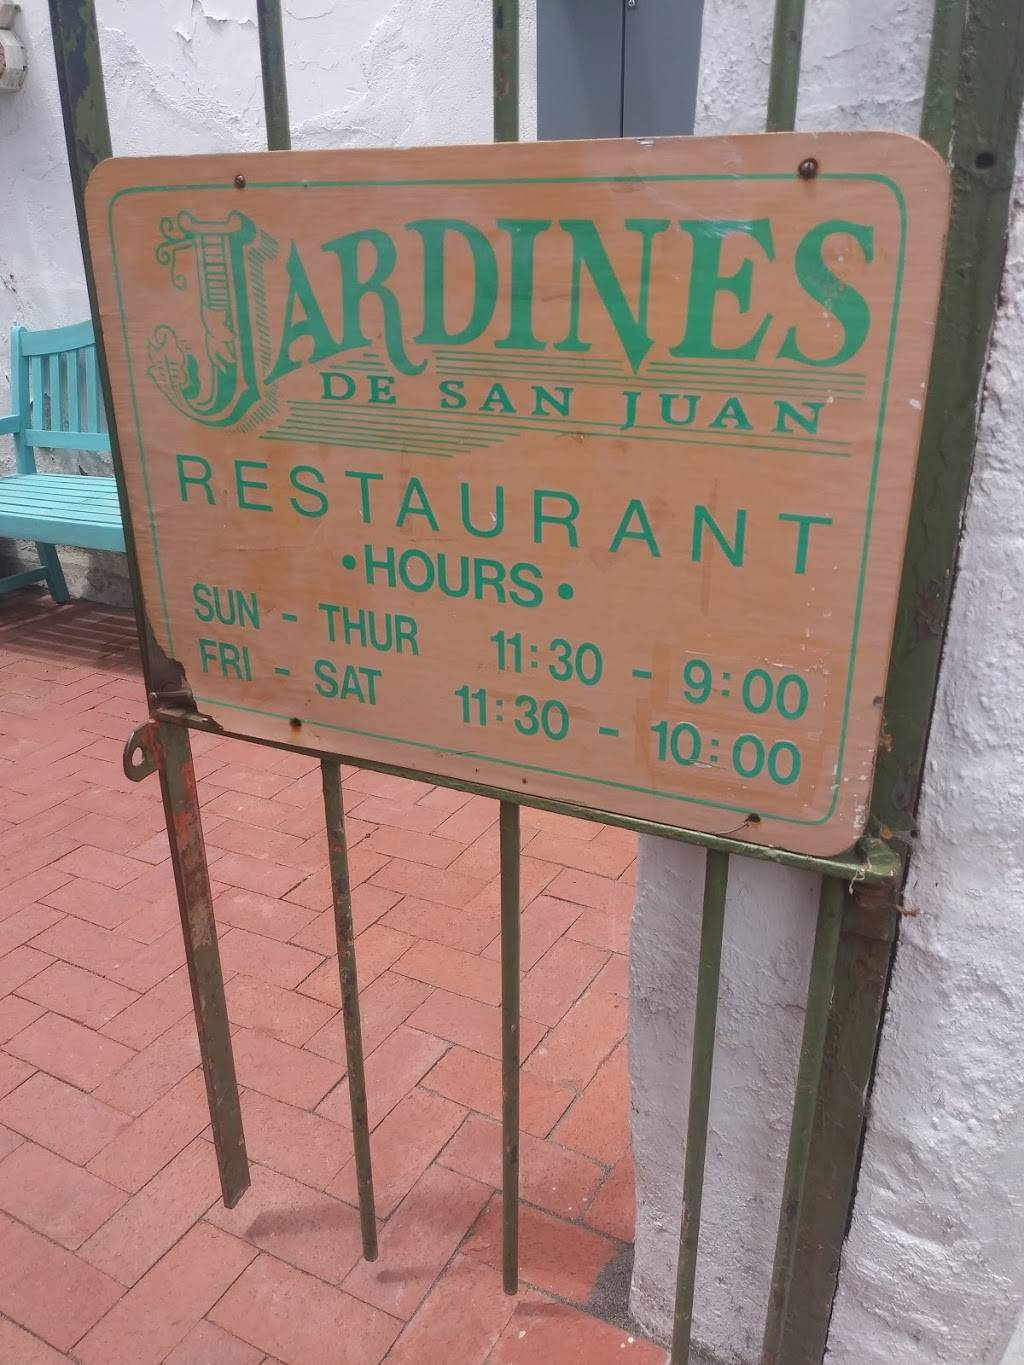 JARDINES
DE SAN JUAN
RESTAURANT
•HOURS•
SUN - THUR 11:30 - 9:00
FRI - SAT 11:30 - 10:00